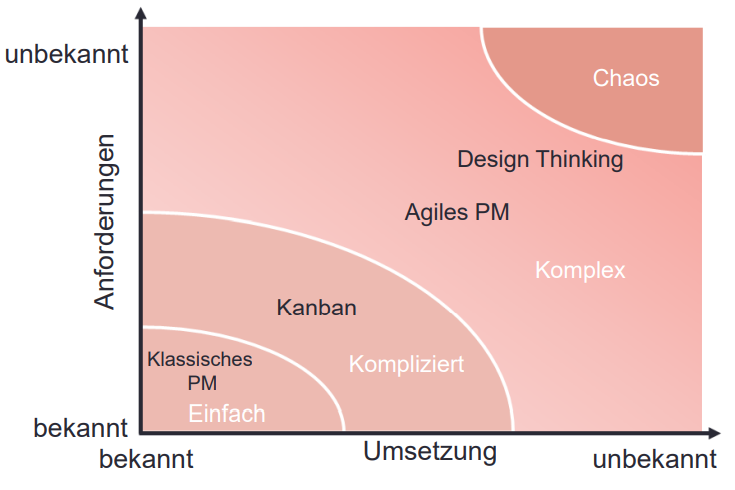 unbekannt
Chaos
Design Thinking
Agiles PM
Anforderungen
Komplex
Kanban
Klassisches
PM
Kompliziert
Einfach
bekannt
bekannt
Umsetzung
unbekannt